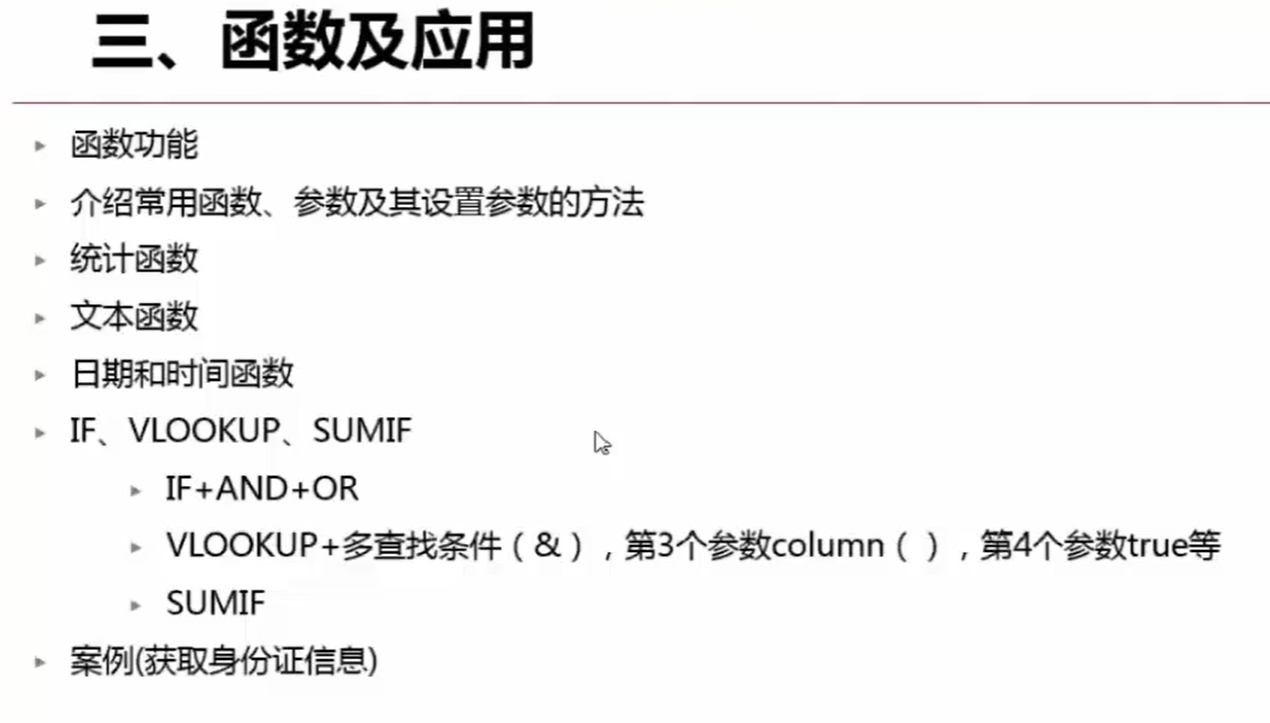 三、函数及应用
函数功能
介绍常用函数、参数及其设置参数的方法
统计函数
文本函数
日期和时间函数
IF、VLOOKUP、SUMIF
IF+AND+OR
VLOOKUP+多查找条件（&），第3个参数column（ ），第4个参数true等
SUMIF
案例(获取身份证信息)